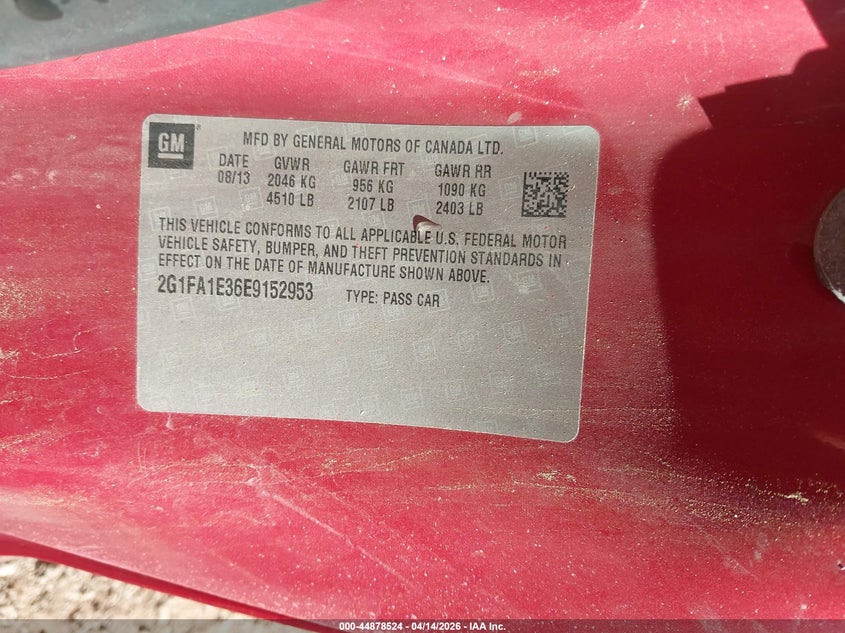 GM
MFD BY GENERAL MOTORS OF CANADA LTD.
DATE GVWR GAWR FRT GAWR RR
08/13 2046 KG 956 KG 1090 KG
4510 LB 2107 LB 2403 LB
THIS VEHICLE CONFORMS TO ALL APPLICABLE U.S. FEDERAL MOTOR
VEHICLE SAFETY, BUMPER, AND THEFT PREVENTION STANDARDS IN
EFFECT ON THE DATE OF MANUFACTURE SHOWN ABOVE.
2G1FA1E36E9152953 TYPE: PASS CAR
000-44878524 | 04/14/2026 | IAA Inc.